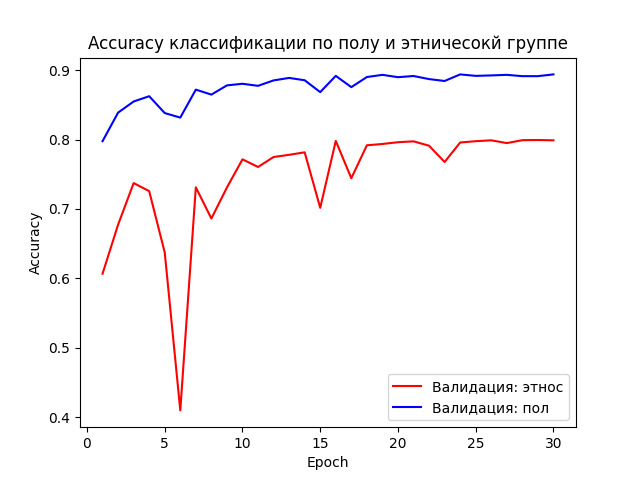 Accuracy классификации по полу и этничесокй группе
0.9
0.8
0.7
0.6
0.5
0.4
Accuracy
0 5 10 15 20 25 30
Epoch
Валидация: этнос
Валидация: пол